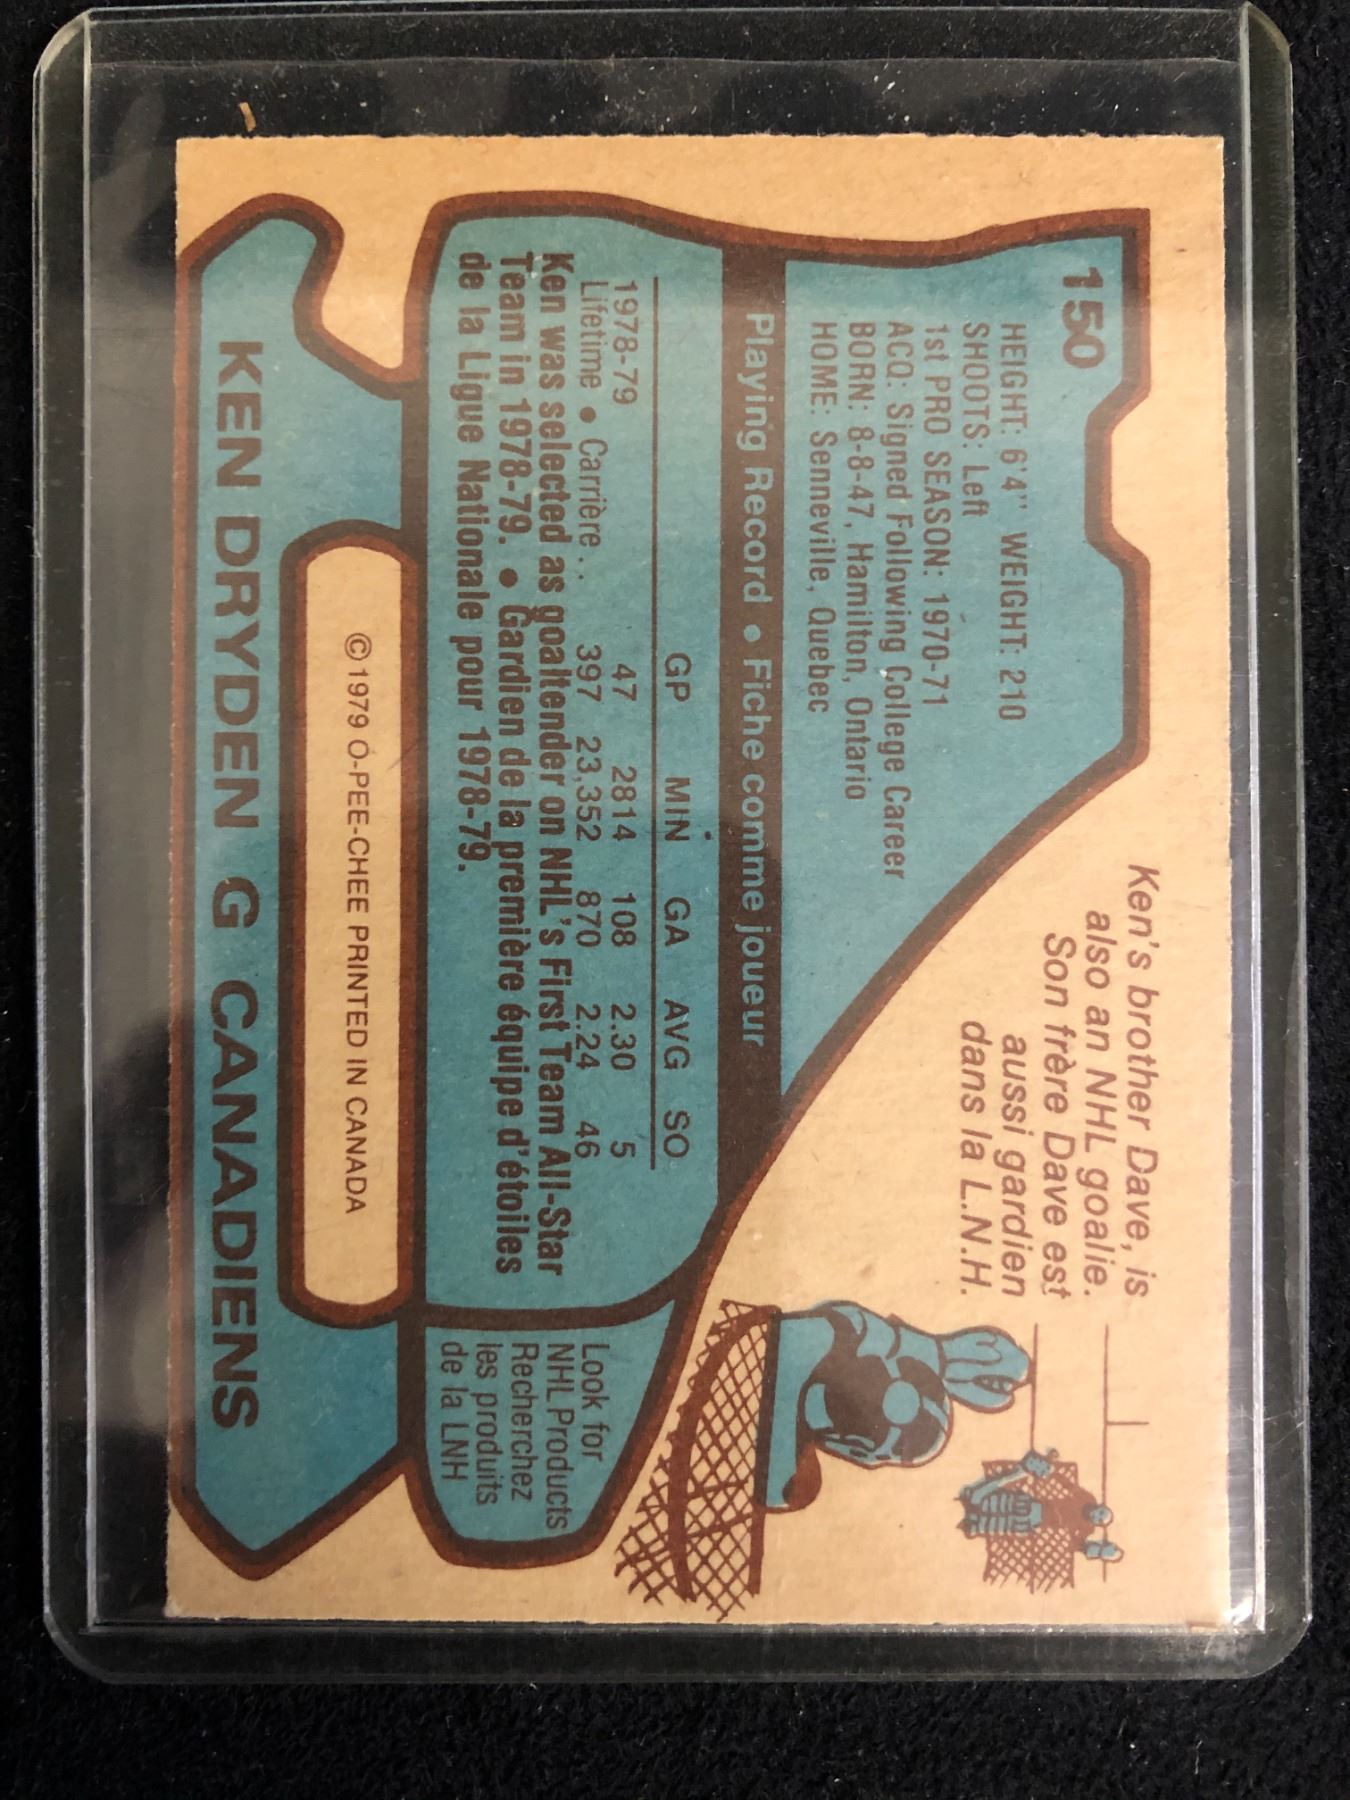 150
HEIGHT: 6'4" WEIGHT: 210
SHOOTS: Left
1st PRO SEASON: 1970-71
ACQ: Signed Following College Career
BORN: 8-8-47, Hamilton, Ontario
HOME: Senneville, Quebec
Ken's brother Dave, is
also an NHL goalie.
Son frère Dave est
aussi gardien
dans la L.N.H.
Playing Record • Fiche comme joueur
GP MIN GA AVG SO
1978-79 47 2814 108 2.30 5
Lifetime • Carrière . . 397 23,352 870 2.24 46
Ken was selected as goaltender on NHL's First Team All-Star
Team in 1978-79. • Gardien de la première équipe d'étoiles
de la Ligue Nationale pour 1978-79.
Look for
NHL Products
Recherchez
les produits
de la LNH
© 1979 O-PEE-CHEE PRINTED IN CANADA
KEN DRYDEN G CANADIENS